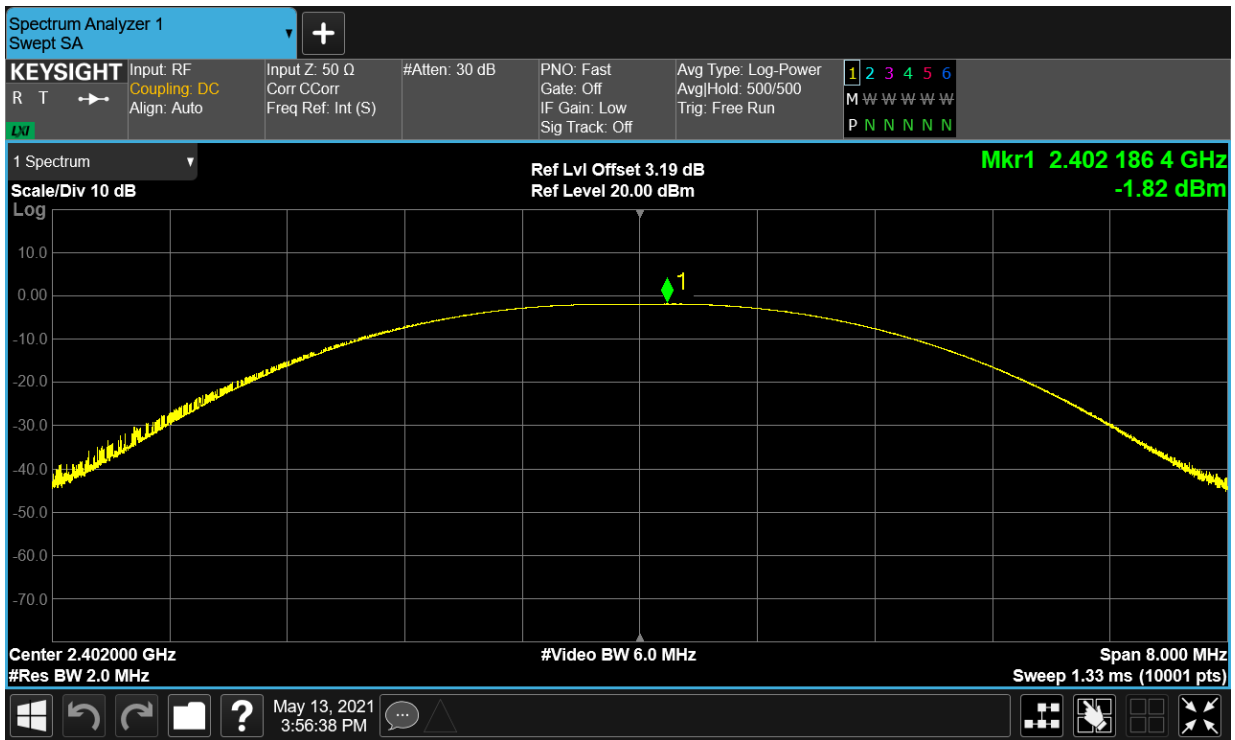 Spectrum Analyzer 1
Swept SA
KEYSIGHT
R T
LXI
Input: RF
Coupling: DC
Align: Auto
Input Z: 50 Ω
Corr CCorr
Freq Ref: Int (S)
#Atten: 30 dB
PNO: Fast
Gate: Off
IF Gain: Low
Sig Track: Off
Avg Type: Log-Power
Avg|Hold: 500/500
Trig: Free Run
1 2 3 4 5 6
M W W W W W
P N N N N N
1 Spectrum
Scale/Div 10 dB
Log
Ref Lvl Offset 3.19 dB
Ref Level 20.00 dBm
Mkr1 2.402 186 4 GHz
-1.82 dBm
10.0
0.00
-10.0
-20.0
-30.0
-40.0
-50.0
-60.0
-70.0
1
Center 2.402000 GHz
#Res BW 2.0 MHz
#Video BW 6.0 MHz
Span 8.000 MHz
Sweep 1.33 ms (10001 pts)
?
May 13, 2021
3:56:38 PM